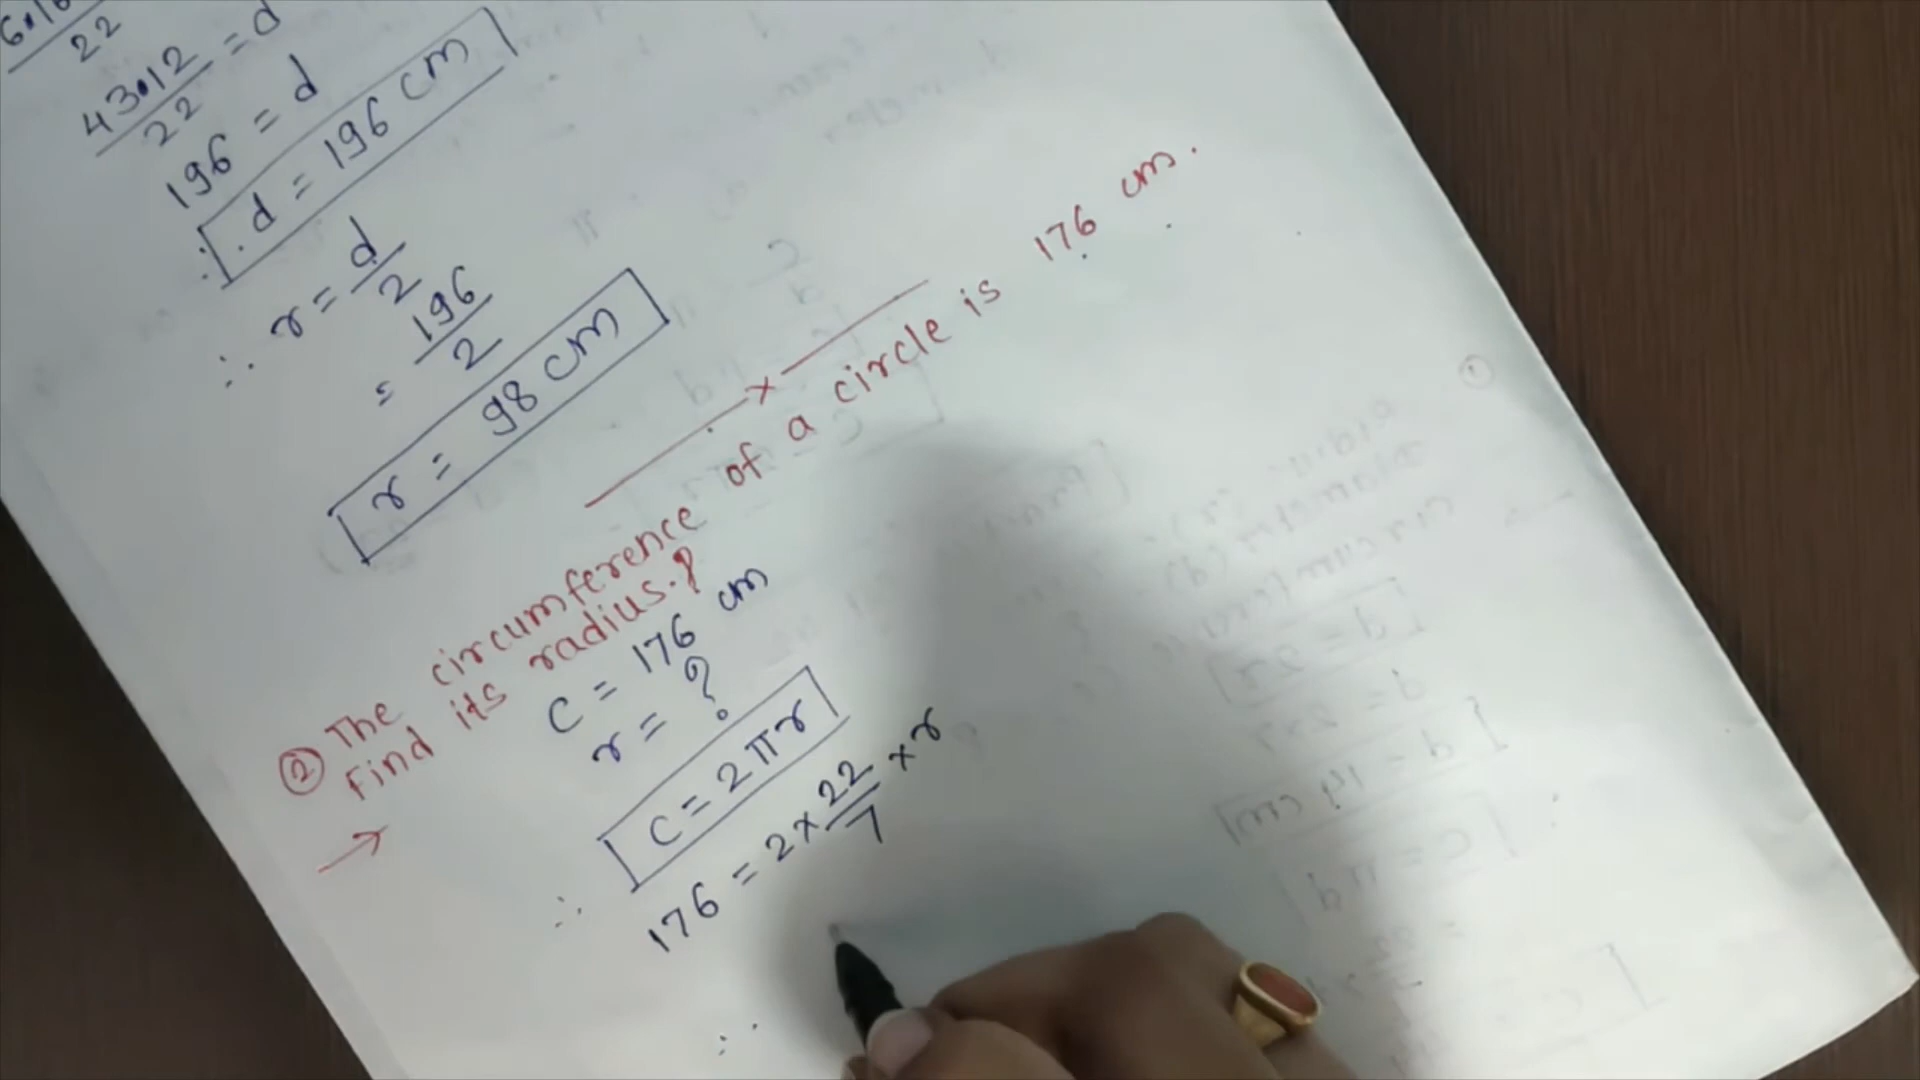 22
4312/22 = d
196 = d
∴ d = 196 cm
∴ r = d/2
= 196/2
r = 98 cm
x
② The circumference of a circle is 176 cm.
Find its radius.?
→ C = 176 cm
r = ?
C = 2πr
∴ 176 = 2 × 22/7 × r
∴